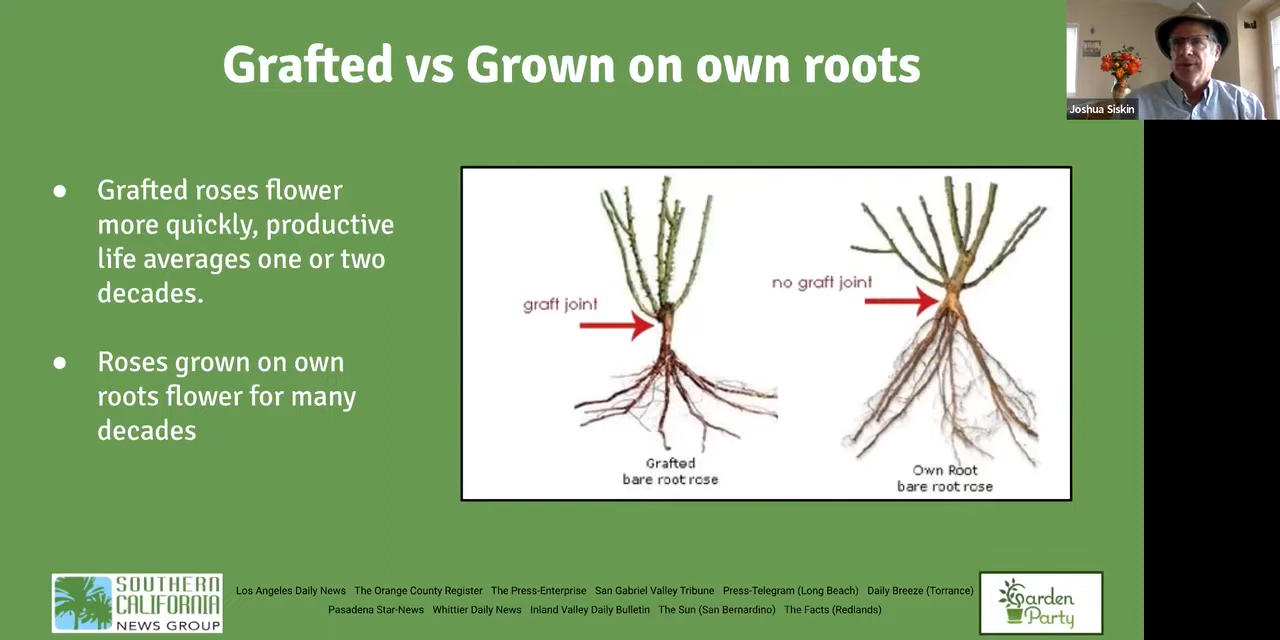 Grafted vs Grown on own roots
Joshua Siskin
● Grafted roses flower
more quickly, productive
life averages one or two
decades.
● Roses grown on own
roots flower for many
decades
graft joint
no graft joint
Grafted
bare root rose
Own Root
bare root rose
SOUTHERN
CALIFORNIA
NEWS GROUP
Los Angeles Daily News The Orange County Register The Press-Enterprise San Gabriel Valley Tribune Press-Telegram (Long Beach) Daily Breeze (Torrance)
Pasadena Star-News Whittier Daily News Inland Valley Daily Bulletin The Sun (San Bernardino) The Facts (Redlands)
Garden
Party